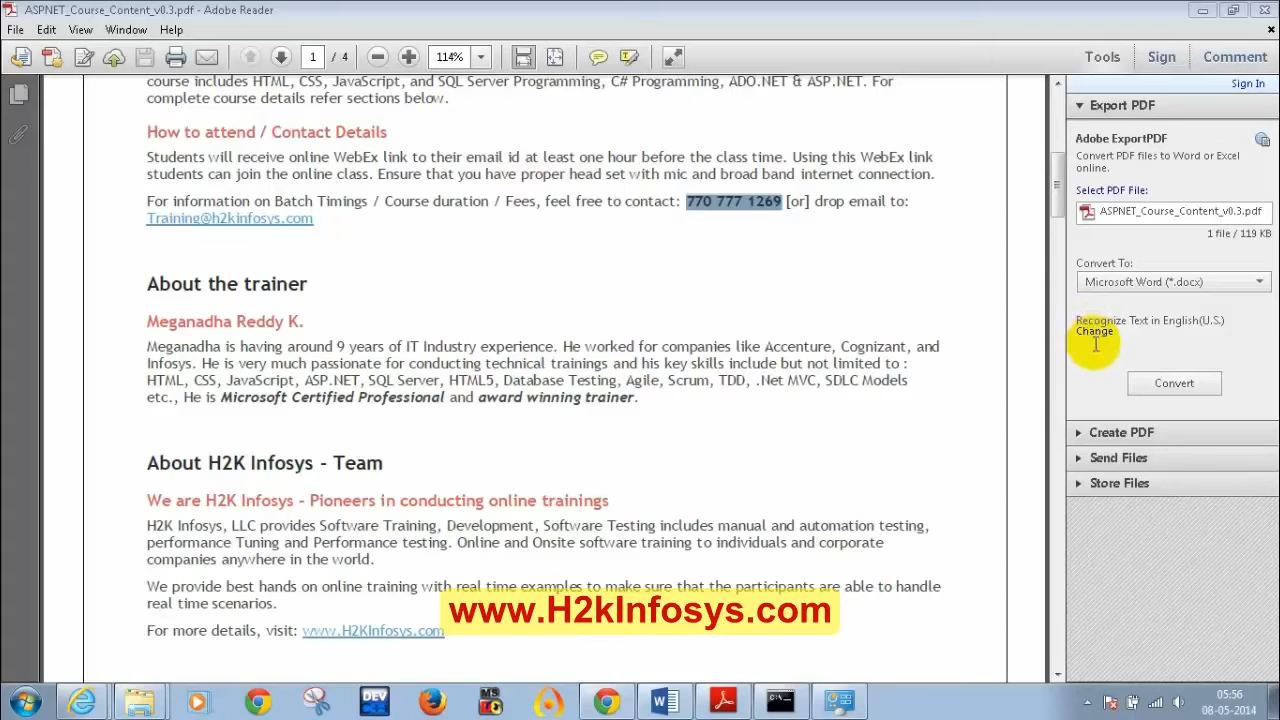 ASPNET_Course_Content_v0.3.pdf - Adobe Reader
File Edit View Window Help
1 / 4 114% Tools Sign Comment
Sign In
course includes HTML, CSS, JavaScript, and SQL Server Programming, C# Programming, ADO.NET & ASP.NET. For
complete course details refer sections below.
How to attend / Contact Details
Students will receive online WebEx link to their email id at least one hour before the class time. Using this WebEx link
students can join the online class. Ensure that you have proper head set with mic and broad band internet connection.
For information on Batch Timings / Course duration / Fees, feel free to contact: 770 777 1269 [or] drop email to:
Training@h2kinfosys.com
About the trainer
Meganadha Reddy K.
Meganadha is having around 9 years of IT Industry experience. He worked for companies like Accenture, Cognizant, and
Infosys. He is very much passionate for conducting technical trainings and his key skills include but not limited to :
HTML, CSS, JavaScript, ASP.NET, SQL Server, HTML5, Database Testing, Agile, Scrum, TDD, .Net MVC, SDLC Models
etc., He is Microsoft Certified Professional and award winning trainer.
About H2K Infosys - Team
We are H2K Infosys - Pioneers in conducting online trainings
H2K Infosys, LLC provides Software Training, Development, Software Testing includes manual and automation testing,
performance Tuning and Performance testing. Online and Onsite software training to individuals and corporate
companies anywhere in the world.
We provide best hands on online training with real time examples to make sure that the participants are able to handle
real time scenarios.
For more details, visit: www.H2KInfosys.com
www.H2kInfosys.com
Export PDF
Adobe ExportPDF
Convert PDF files to Word or Excel
online.
Select PDF File:
ASPNET_Course_Content_v0.3.pdf
1 file / 119 KB
Convert To:
Microsoft Word (*.docx)
Recognize Text in English(U.S.)
Change
Convert
Create PDF
Send Files
Store Files
DEV
MS
05:56
08-05-2014